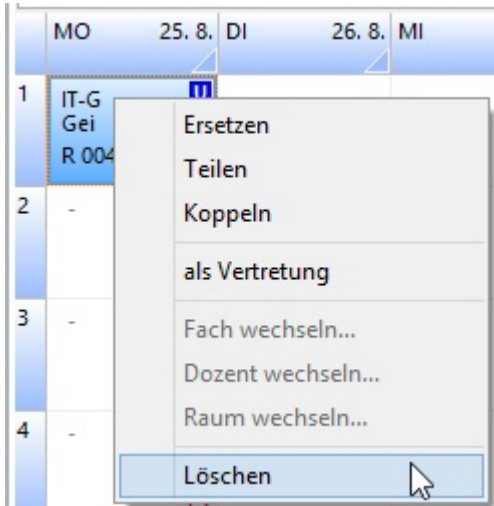 MO 25. 8. DI 26. 8. MI
1 IT-G U
Gei
R 004
Ersetzen
Teilen
2 - Koppeln
als Vertretung
3 - Fach wechseln...
Dozent wechseln...
4 - Raum wechseln...
Löschen